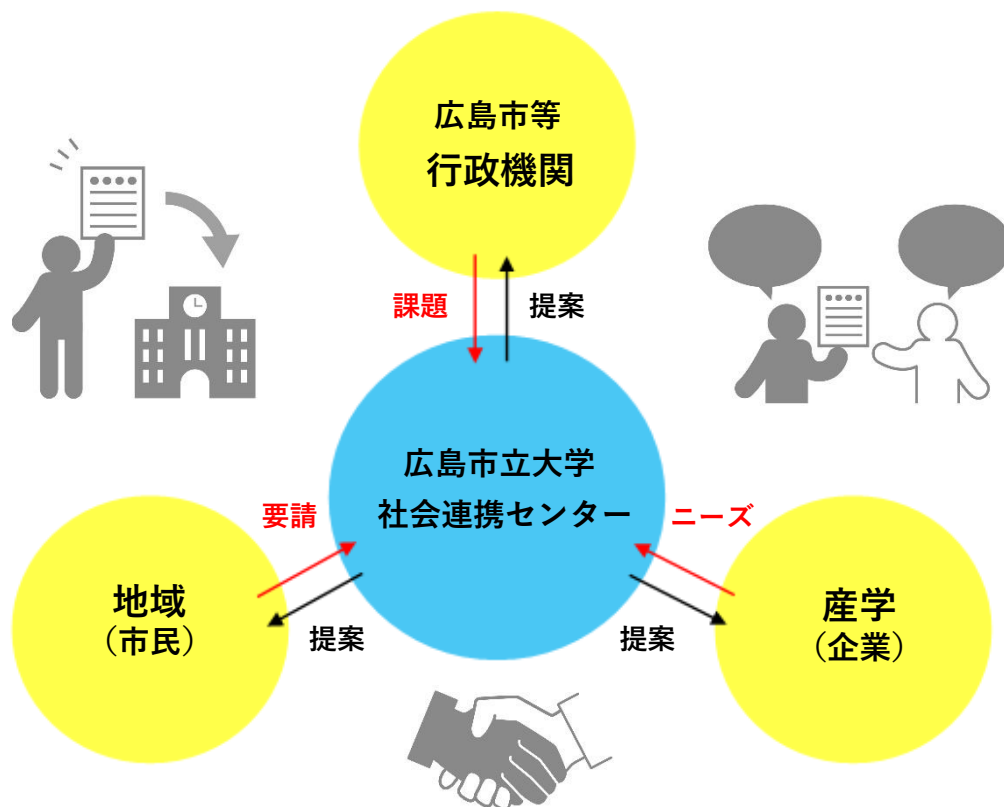 広島市等
行政機関
課題
提案
広島市立大学
社会連携センター
要請
ニーズ
地域
（市民）
提案
提案
産学
（企業）